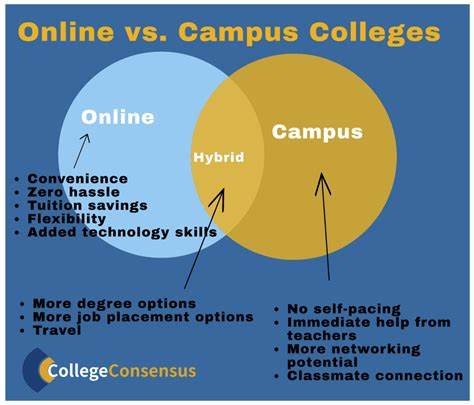 Online vs. Campus Colleges
Online
Campus
Hybrid
• Convenience
• Zero hassle
• Tuition savings
• Flexibility
• Added technology skills
• More degree options
• More job placement options
• Travel
• No self-pacing
• Immediate help from
teachers
• More networking
potential
• Classmate connection
CollegeConsensus